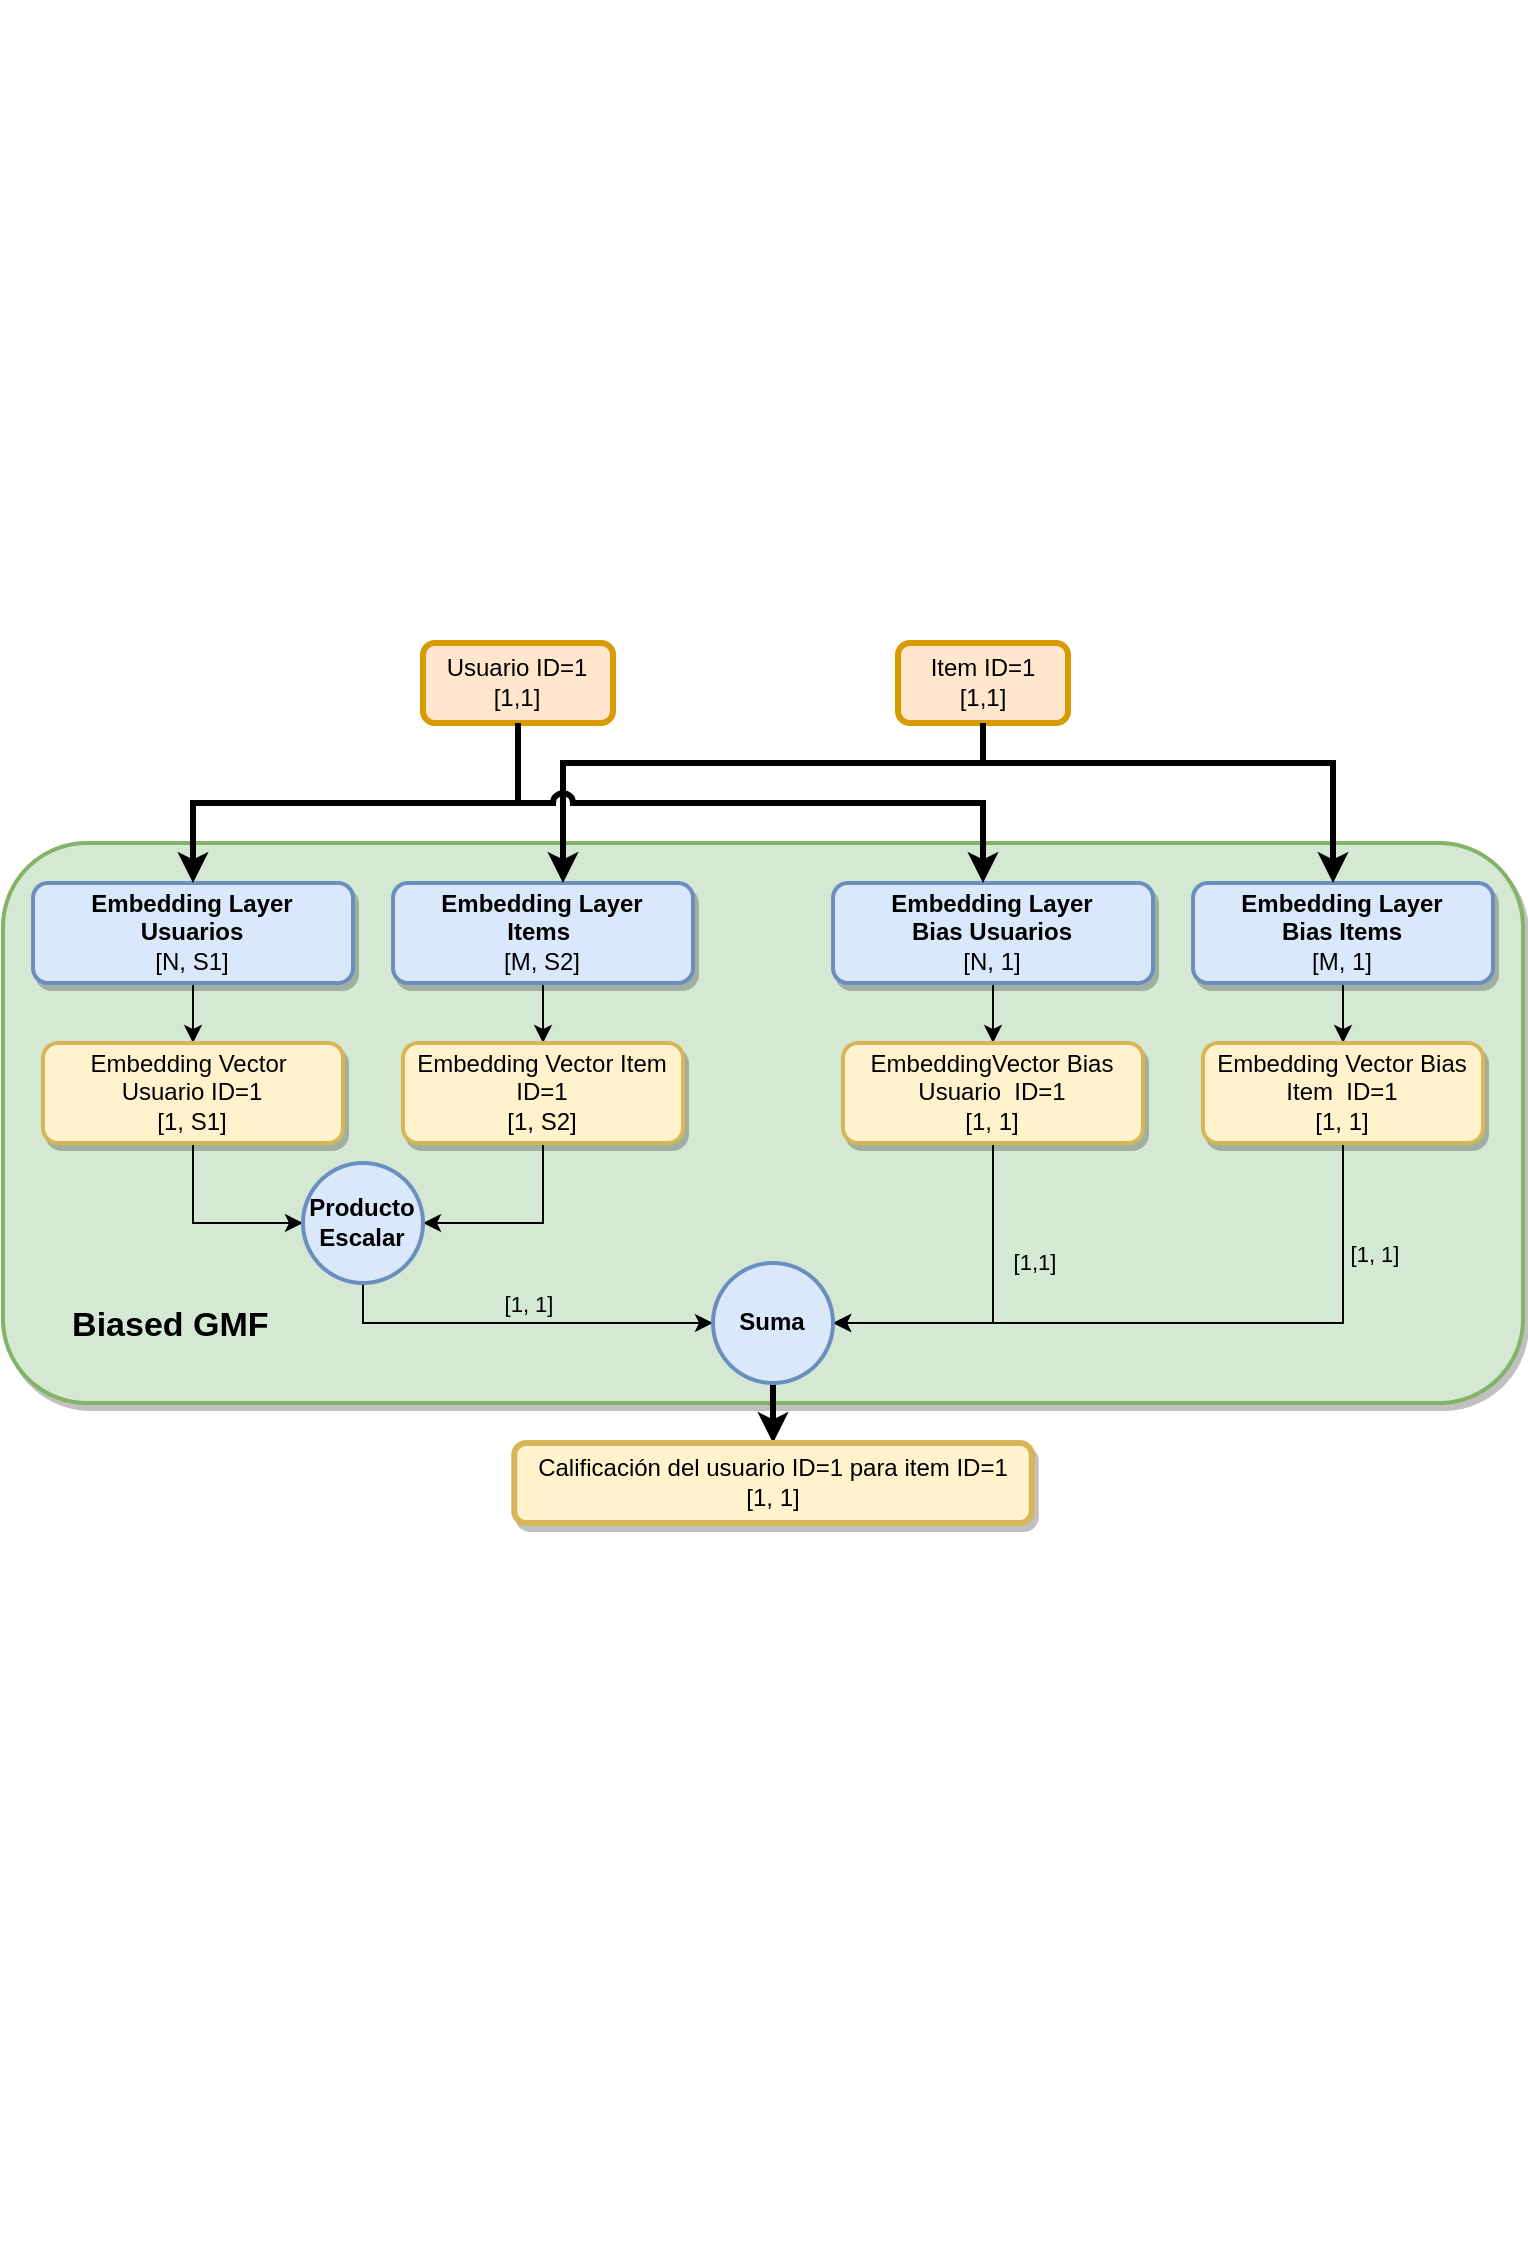 Usuario ID=1
[1,1]
Item ID=1
[1,1]
Embedding Layer
Usuarios
[N, S1]
Embedding Layer
Items
[M, S2]
Embedding Layer
Bias Usuarios
[N, 1]
Embedding Layer
Bias Items
[M, 1]
Embedding Vector
Usuario ID=1
[1, S1]
Embedding Vector Item
ID=1
[1, S2]
EmbeddingVector Bias
Usuario  ID=1
[1, 1]
Embedding Vector Bias
Item  ID=1
[1, 1]
Producto
Escalar
[1,1]
[1, 1]
[1, 1]
Suma
Biased GMF
Calificación del usuario ID=1 para item ID=1
[1, 1]